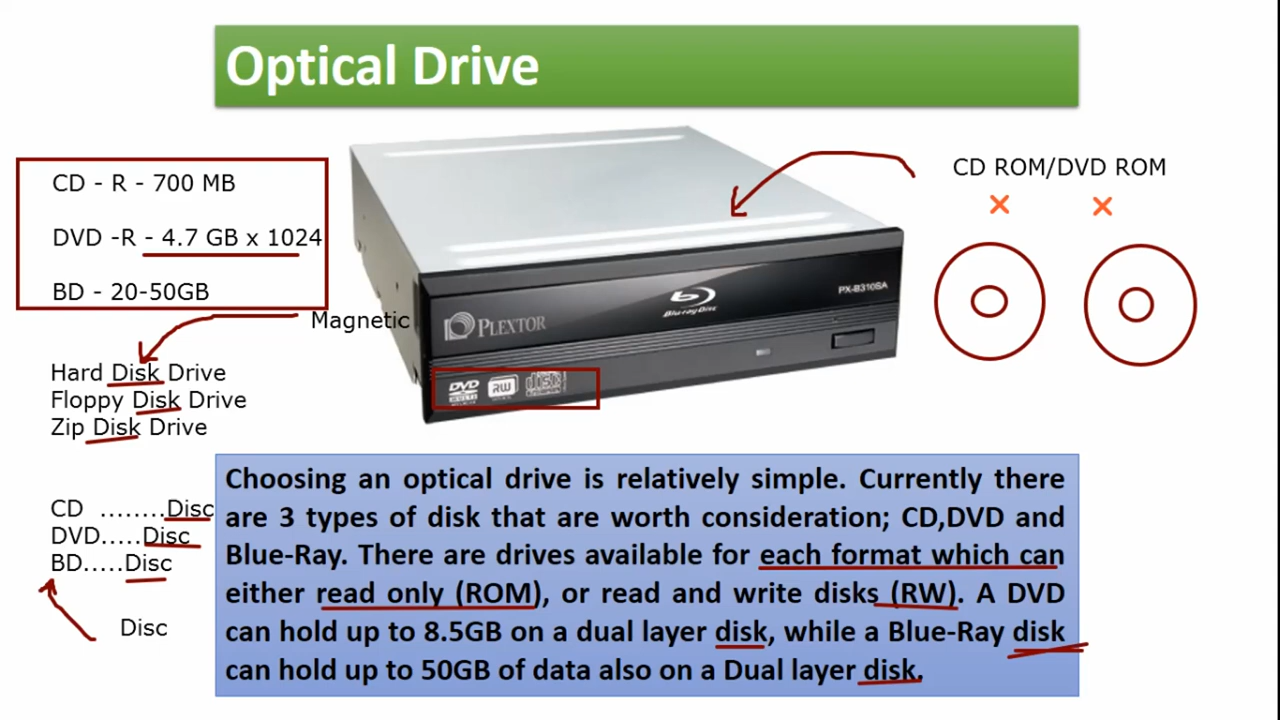 Optical Drive
CD - R - 700 MB
DVD -R - 4.7 GB x 1024
BD - 20-50GB
Magnetic
Hard Disk Drive
Floppy Disk Drive
Zip Disk Drive
CD ........Disc
DVD.....Disc
BD.....Disc
Disc
CD ROM/DVD ROM
× ×
Blu-ray Disc
PX-B310SA
PLEXTOR
DVD
RW
disc
Choosing an optical drive is relatively simple. Currently there
are 3 types of disk that are worth consideration; CD,DVD and
Blue-Ray. There are drives available for each format which can
either read only (ROM), or read and write disks (RW). A DVD
can hold up to 8.5GB on a dual layer disk, while a Blue-Ray disk
can hold up to 50GB of data also on a Dual layer disk.